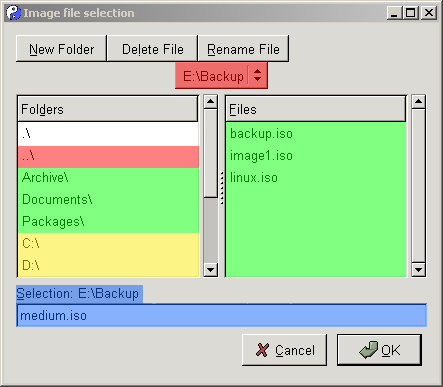 Image file selection
New Folder Delete File Rename File
E:\Backup
Folders Files
.\ backup.iso
..\ image1.iso
Archive\ linux.iso
Documents\
Packages\
C:\
D:\
Selection: E:\Backup
medium.iso
Cancel OK